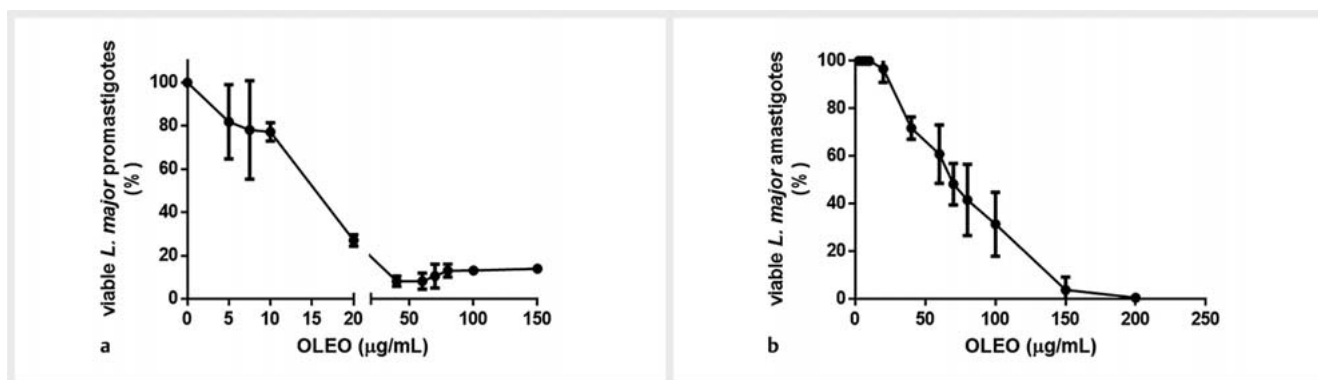 viable L. major promastigotes
(%)
100
80
60
40
20
0
0 5 10 15 20 50 100 150
OLEO (µg/mL)
a
viable L. major amastigotes
(%)
100
80
60
40
20
0
0 50 100 150 200 250
OLEO (µg/mL)
b